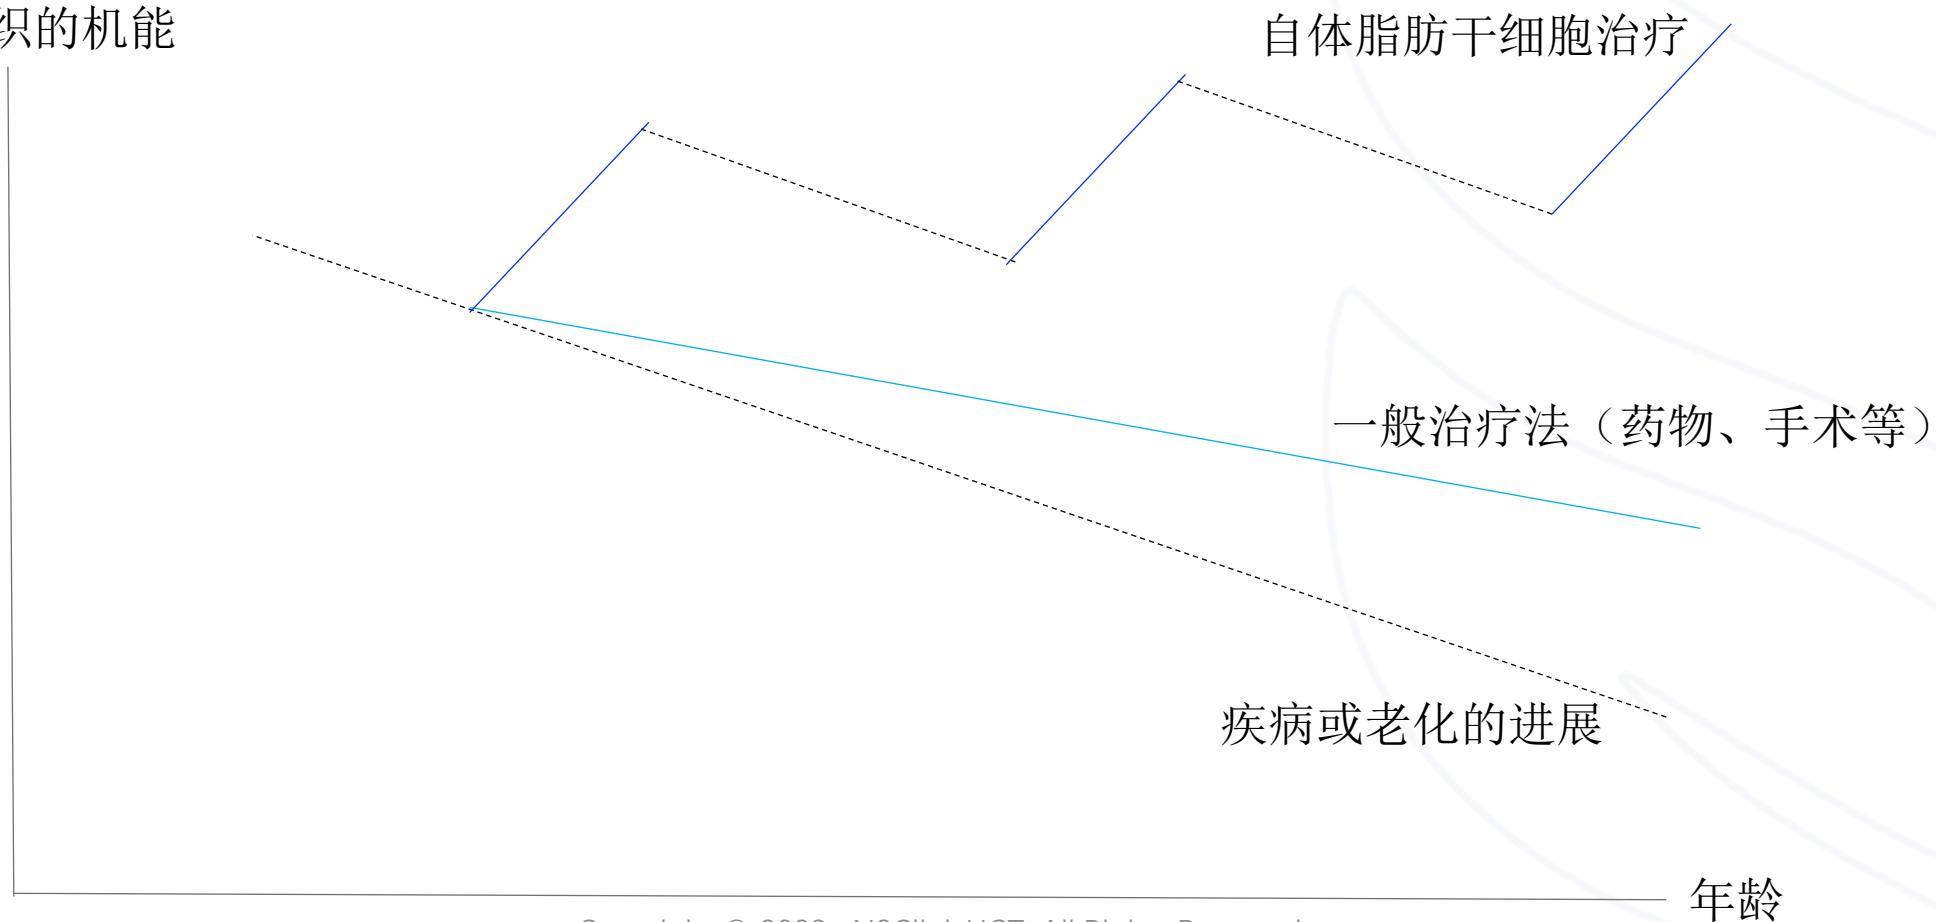 织的机能
自体脂肪干细胞治疗
一般治疗法（药物、手术等）
疾病或老化的进展
年龄